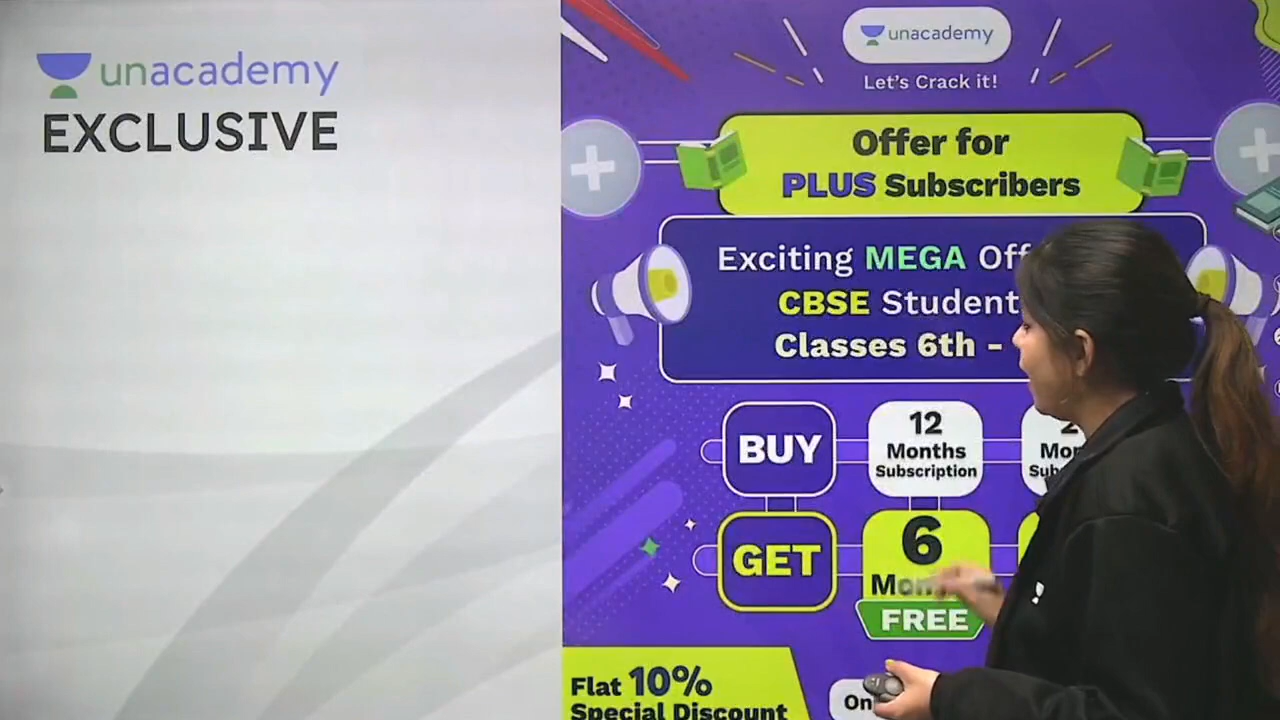 unacademy
EXCLUSIVE
unacademy
Let's Crack it!
Offer for
PLUS Subscribers
Exciting MEGA
CBSE
Classes 6th -
BUY
12
Months
Subscription
GET
6
FREE
Flat 10%
Special Discount